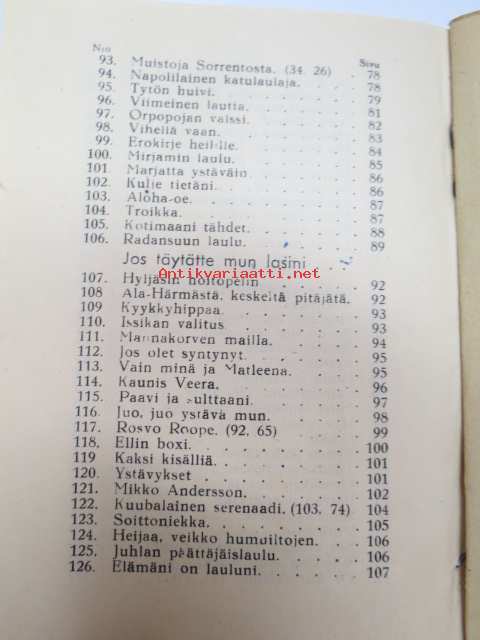 N:o Sivu
93. Muistoja Sorrentosta. (34. 26) . 78
94. Napolilainen katulaulaja. . . . 78
95. Tytön huivi. . . . . . . . 79
96. Viimeinen lautta. . . . . . . 81
97. Orpopojan valssi. . . . . . . 82
98. Vihellä vaan. . . . . . . . 83
99. Erokirje heilille. . . . . . . 84
100. Mirjamin laulu. . . . . . . 85
101. Marjatta ystäväin. . . . . . 86
102. Kulje tietäni. . . . . . . . 86
103. Aloha-oe. . . . . . . . . 87
104. Troikka. . . . . . . . . 87
105. Kotimaani tähdet. . . . . . 88
106. Radansuun laulu. . . . . . 89
Jos täytätte mun lasini . . .
Antikvariaatti.net
107. Hyljäsin hoitopelin . . . . . 92
108 Ala-Härmästä, keskeltä pitäjätä. 92
109 Kyykkyhippaa. . . . . . . 93
110. Issikan valitus . . . . . . . 93
111. Mannakorven mailla. . . . . 94
112. Jos olet syntynyt. . . . . . 95
113. Vain minä ja Matleena. . . . 95
114. Kaunis Veera. . . . . . . 96
115. Paavi ja sulttaani. . . . . . 97
116. Juo, juo ystävä mun. . . . . 98
117. Rosvo Roope. (92, 65) . . . . 99
118. Ellin boxi. . . . . . . . 100
119 Kaksi kisälliä. . . . . . . 101
120. Ystävykset . . . . . . . 101
121. Mikko Andersson. . . . . . 102
122. Kuubalainen serenaadi. (103. 74) 104
123. Soittoniekka. . . . . . . 105
124. Heijaa, veikko humuiltojen. . . 106
125. Juhlan päättäjäislaulu. . . . . 106
126. Elämäni on lauluni. . . . . . 107